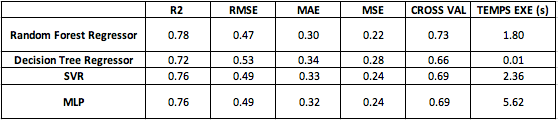 R2 RMSE MAE MSE CROSS VAL TEMPS EXE (s)
Random Forest Regressor 0.78 0.47 0.30 0.22 0.73 1.80
Decision Tree Regressor 0.72 0.53 0.34 0.28 0.66 0.01
SVR 0.76 0.49 0.33 0.24 0.69 2.36
MLP 0.76 0.49 0.32 0.24 0.69 5.62